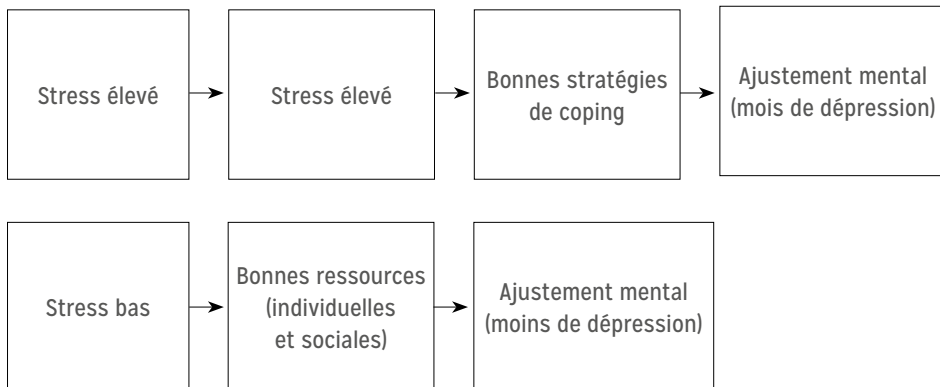 Stress élevé
Stress élevé
Bonnes stratégies
de coping
Ajustement mental
(mois de dépression)
Stress bas
Bonnes ressources
(individuelles
et sociales)
Ajustement mental
(moins de dépression)